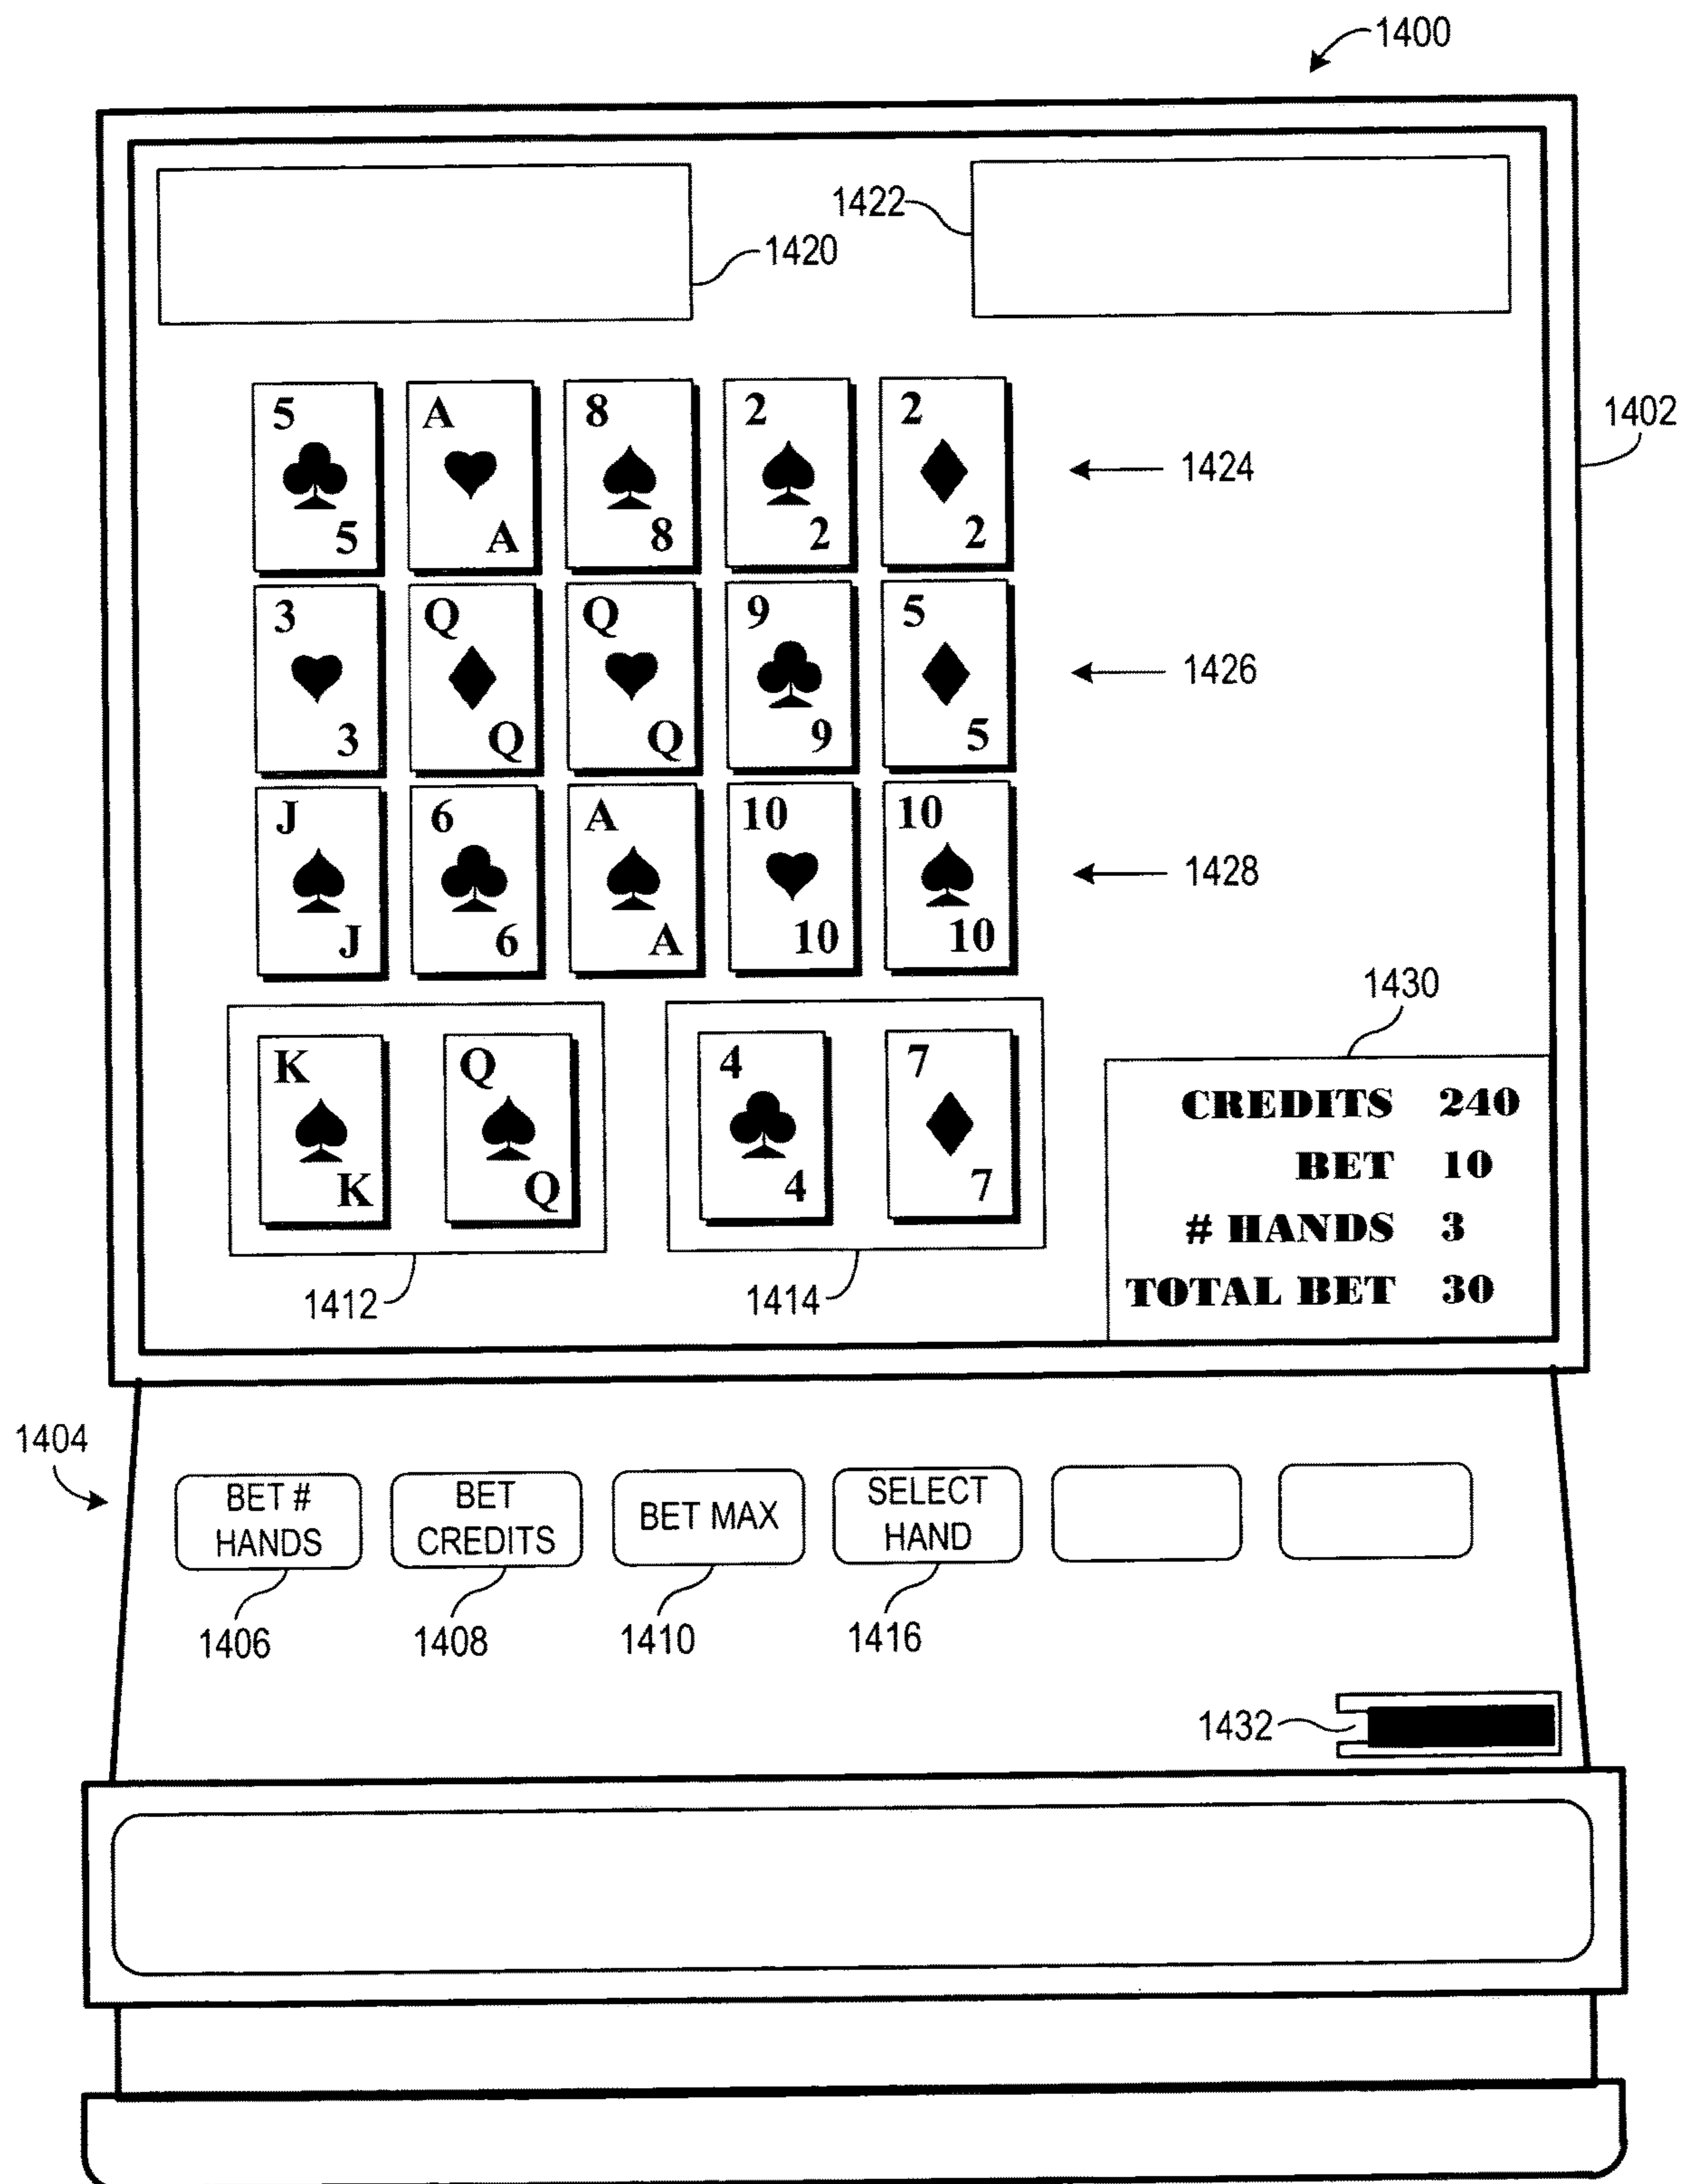 1400
1422
1420
1402
5 A 8 2 2
1424
5 A 8 2 2
3 Q Q 9 5
1426
3 Q Q 9 5
J 6 A 10 10
1428
J 6 A 10 10
1430
K Q 4 7
K Q 4 7
CREDITS 240
BET 10
# HANDS 3
TOTAL BET 30
1412
1414
1404
BET #
HANDS
BET
CREDITS
BET MAX
SELECT
HAND
1406
1408
1410
1416
1432